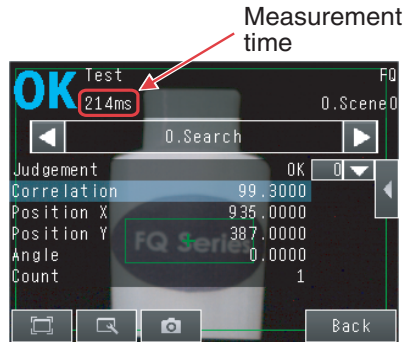 Measurement
time
OK Test FQ
214ms 0.Scene0
0.Search
Judgement OK 0
Correlation 99.3000
Position X 935.0000
Position Y 387.0000
FQ Series
Angle 0.0000
Count 1
Back